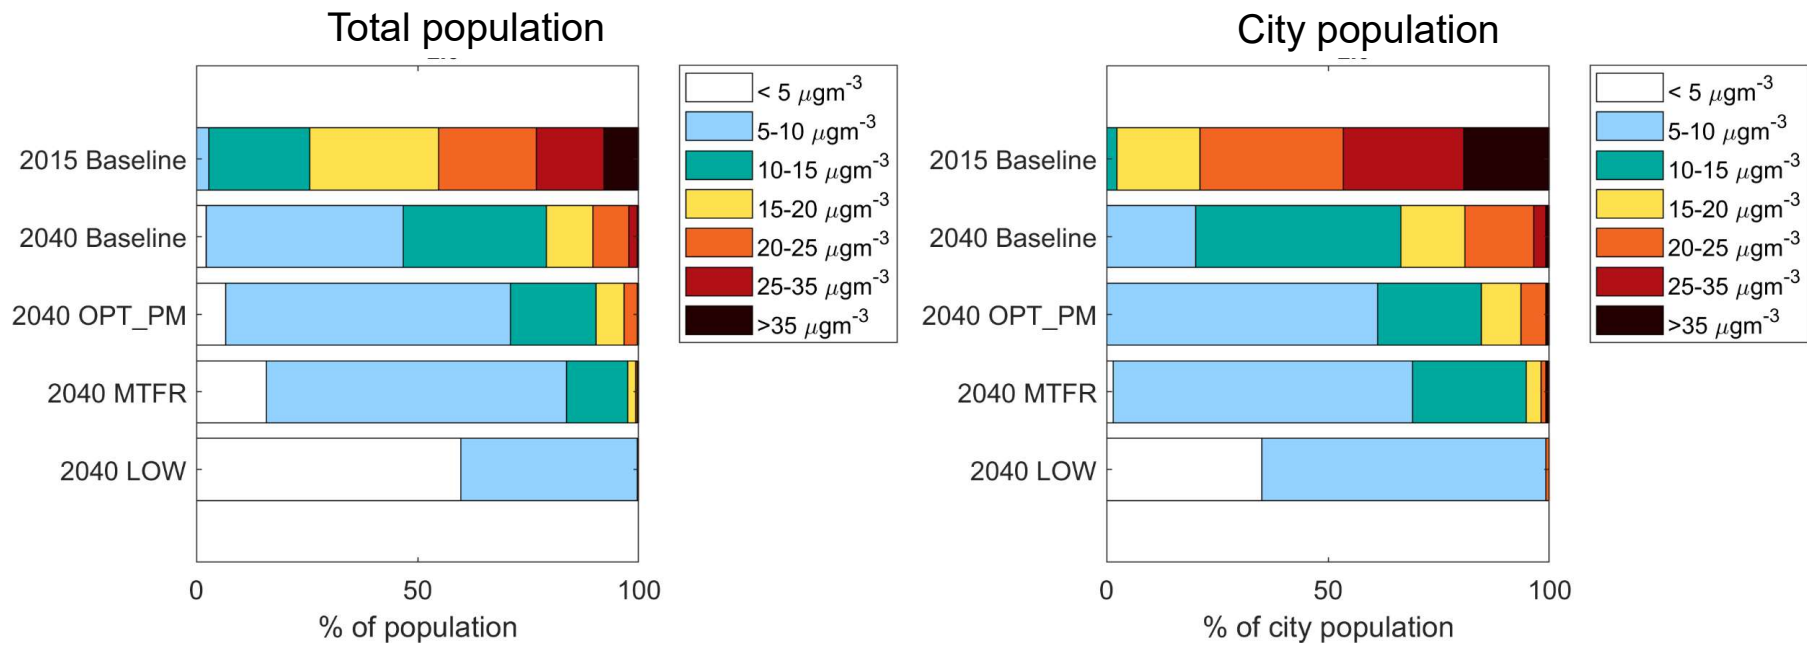 Total population
City population
< 5 μgm-3
5-10 μgm-3
10-15 μgm-3
15-20 μgm-3
20-25 μgm-3
25-35 μgm-3
>35 μgm-3
2015 Baseline
2040 Baseline
2040 OPT_PM
2040 MTFR
2040 LOW
0
50
100
% of population
< 5 μgm-3
5-10 μgm-3
10-15 μgm-3
15-20 μgm-3
20-25 μgm-3
25-35 μgm-3
>35 μgm-3
2015 Baseline
2040 Baseline
2040 OPT_PM
2040 MTFR
2040 LOW
0
50
100
% of city population